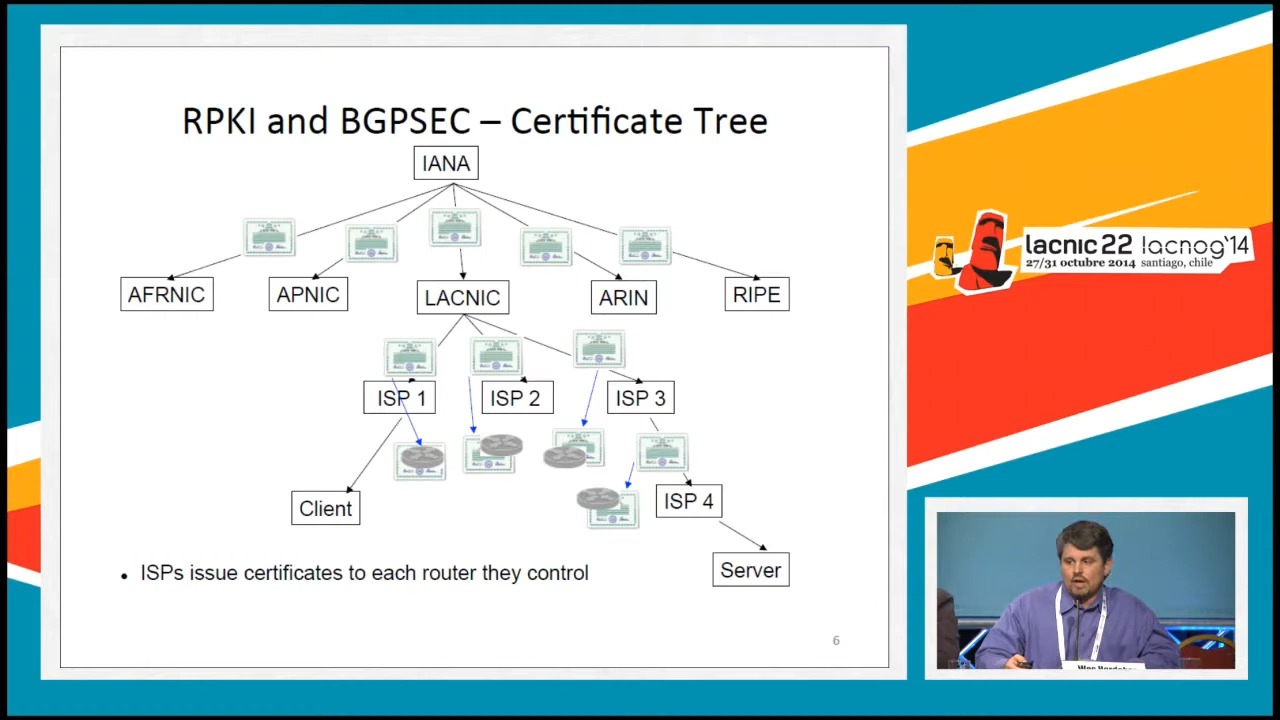 RPKI and BGPSEC – Certificate Tree
IANA
AFRNIC
APNIC
LACNIC
ARIN
RIPE
ISP 1
ISP 2
ISP 3
Client
ISP 4
Server
• ISPs issue certificates to each router they control
6
lacnic 22 lacnog'14
27/31 octubre 2014 santiago, chile